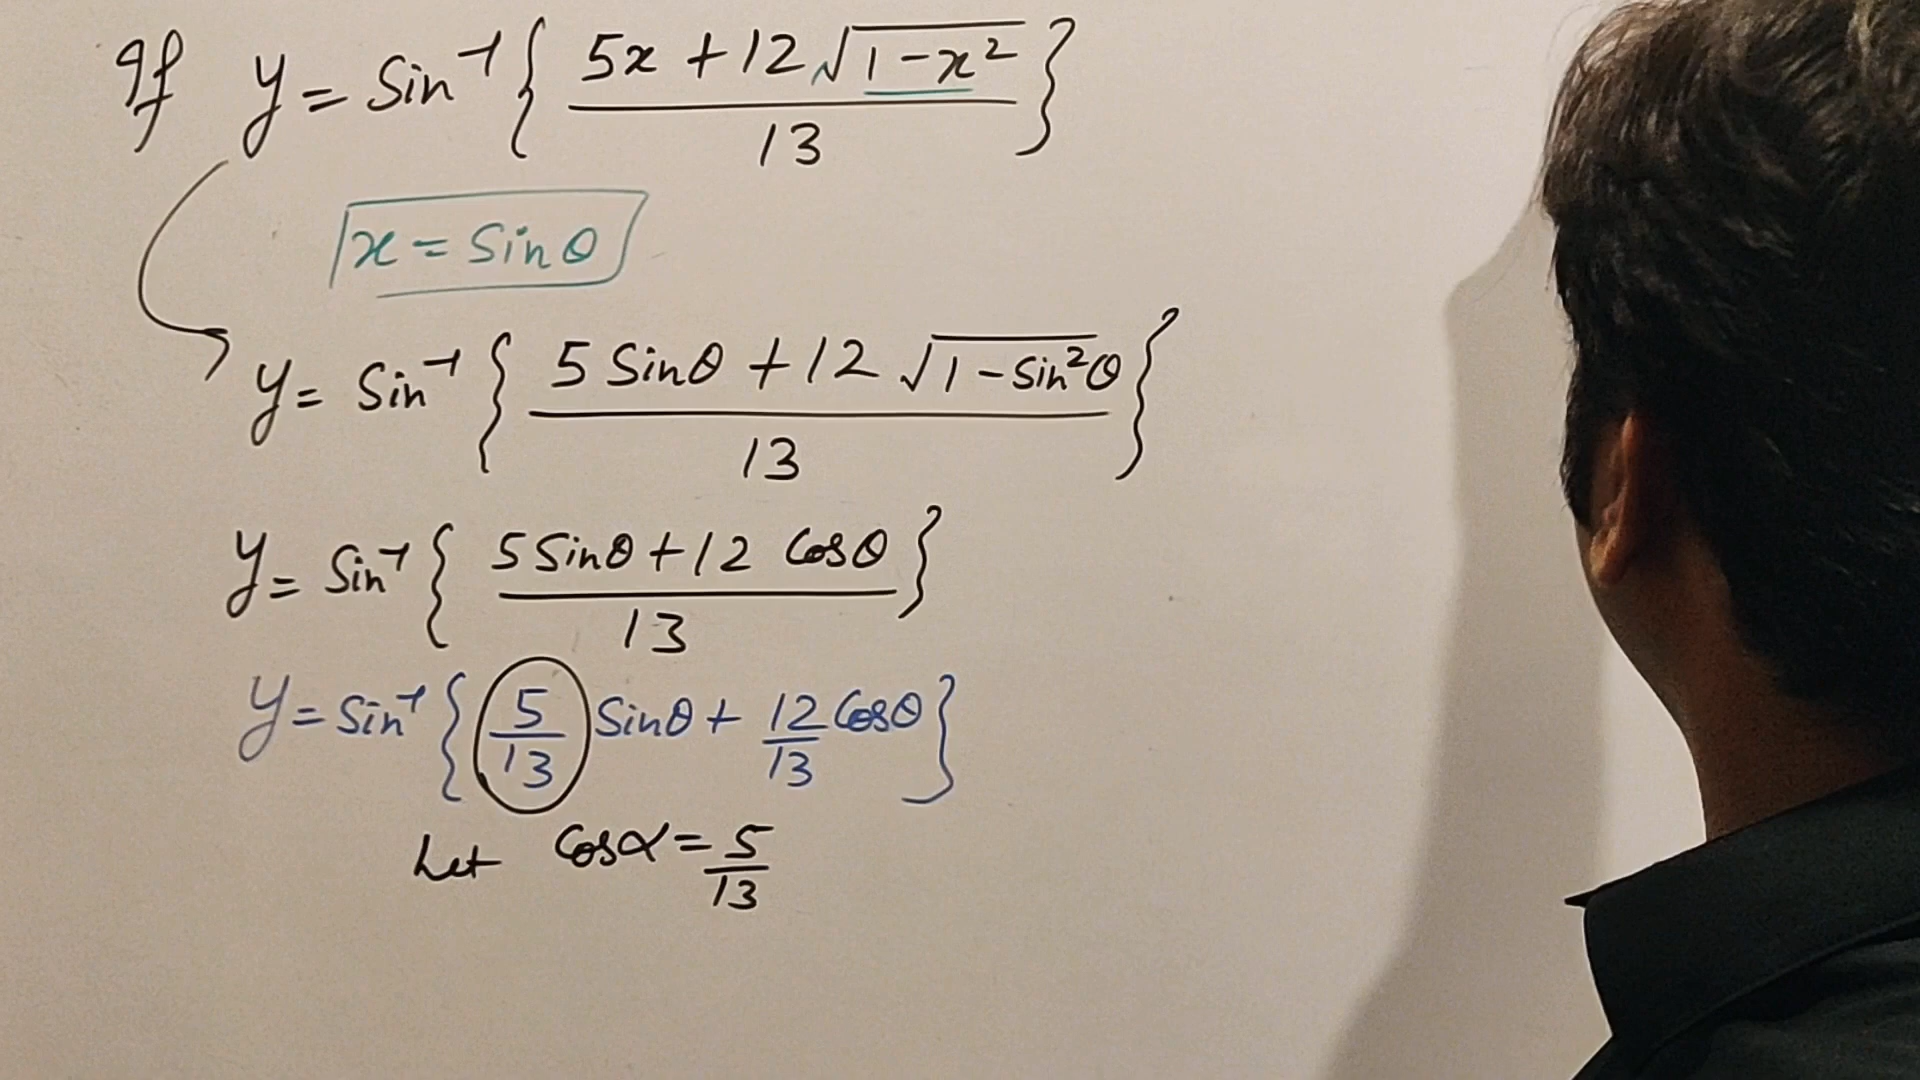 If y = Sin⁻¹ { 5x + 12 √1 - x² / 13 }
x = Sin θ
y = Sin⁻¹ { 5 Sin θ + 12 √1 - Sin² θ / 13 }
y = Sin⁻¹ { 5 Sin θ + 12 Cos θ / 13 }
y = Sin⁻¹ { 5/13 Sin θ + 12/13 Cos θ }
Let Cos α = 5/13